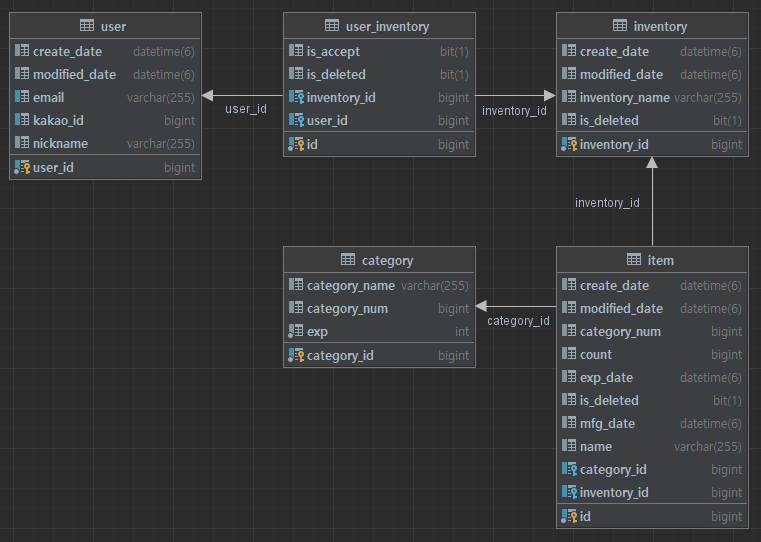 user
create_date datetime(6)
modified_date datetime(6)
email varchar(255)
kakao_id bigint
nickname varchar(255)
user_id bigint
user_id
user_inventory
is_accept bit(1)
is_deleted bit(1)
inventory_id bigint
user_id bigint
id bigint
inventory_id
inventory
create_date datetime(6)
modified_date datetime(6)
inventory_name varchar(255)
is_deleted bit(1)
inventory_id bigint
inventory_id
category
category_name varchar(255)
category_num bigint
exp int
category_id bigint
category_id
item
create_date datetime(6)
modified_date datetime(6)
category_num bigint
count bigint
exp_date datetime(6)
is_deleted bit(1)
mfg_date datetime(6)
name varchar(255)
category_id bigint
inventory_id bigint
id bigint